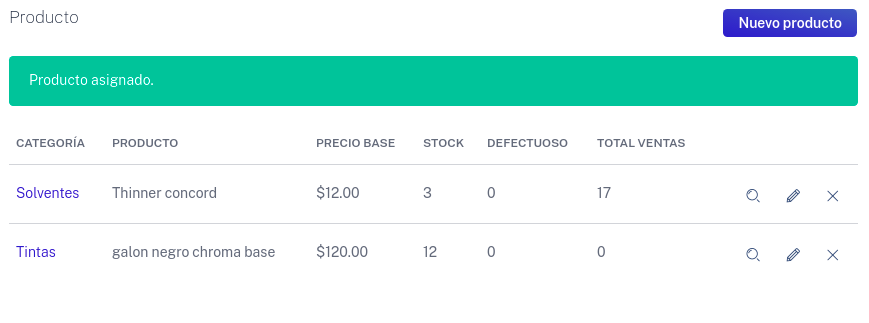 Producto
Nuevo producto
Producto asignado.
CATEGORÍA PRODUCTO PRECIO BASE STOCK DEFECTUOSO TOTAL VENTAS
Solventes Thinner concord $12.00 3 0 17
Tintas galon negro chroma base $120.00 12 0 0